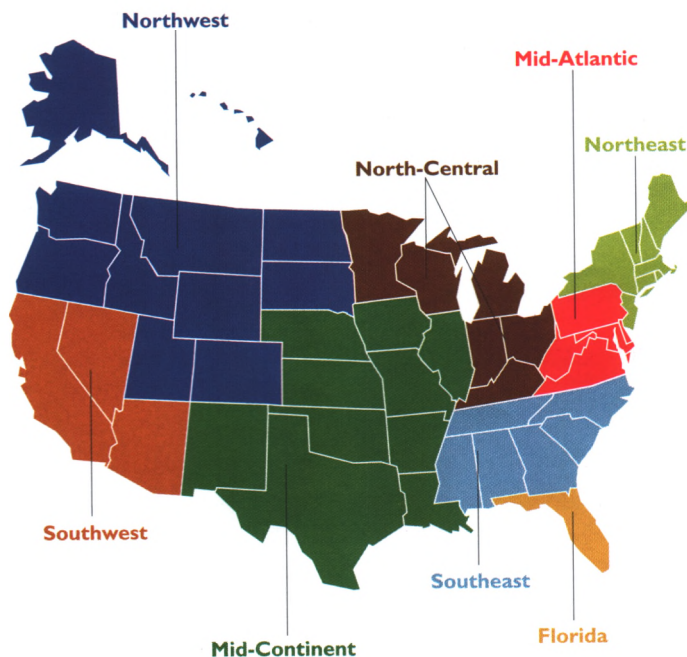 Northwest
Mid-Atlantic
Northeast
North-Central
Southwest
Southeast
Florida
Mid-Continent